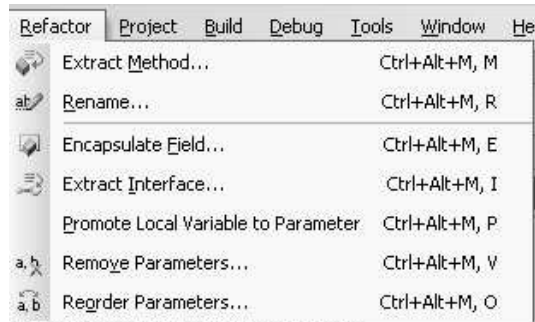 Refactor Project Build Debug Tools Window He
Extract Method... Ctrl+Alt+M, M
ab Rename... Ctrl+Alt+M, R
Encapsulate Field... Ctrl+Alt+M, E
Extract Interface... Ctrl+Alt+M, I
Promote Local Variable to Parameter Ctrl+Alt+M, P
a,b Remove Parameters... Ctrl+Alt+M, V
a,b Reorder Parameters... Ctrl+Alt+M, O